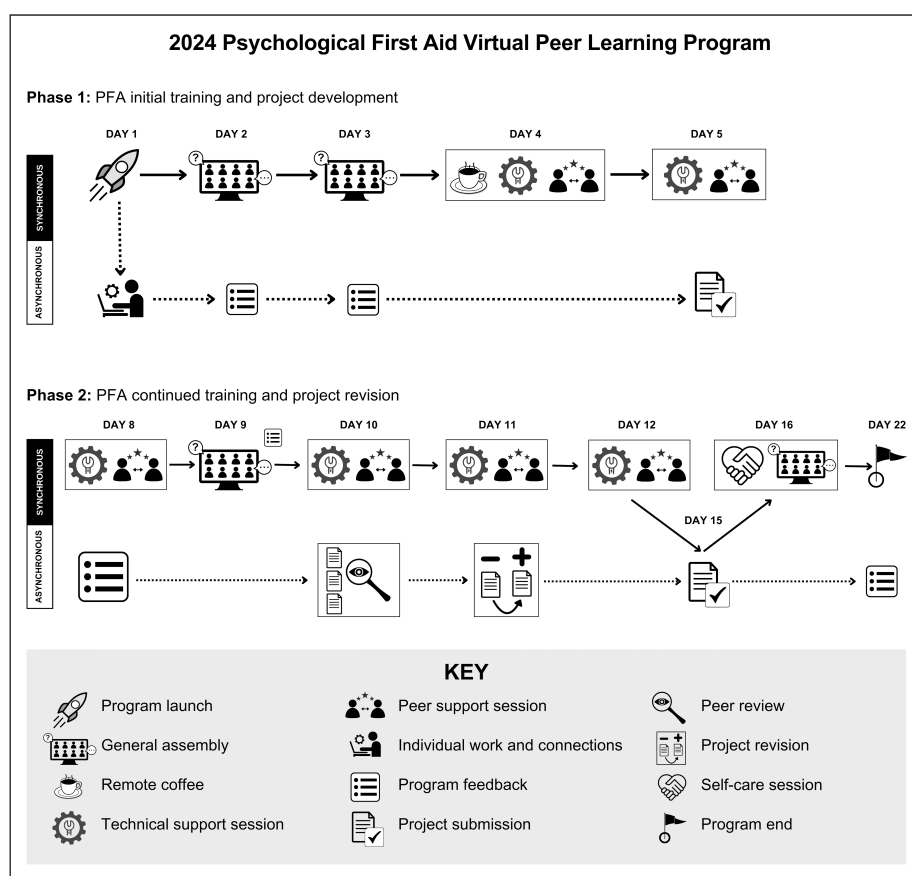 2024 Psychological First Aid Virtual Peer Learning Program
Phase 1: PFA initial training and project development
DAY 1
DAY 2
DAY 3
DAY 4
DAY 5
SYNCHRONOUS
?
?
ASYNCHRONOUS
Phase 2: PFA continued training and project revision
DAY 8
DAY 9
DAY 10
DAY 11
DAY 12
DAY 16
DAY 22
SYNCHRONOUS
?
?
DAY 15
ASYNCHRONOUS
KEY
Program launch
Peer support session
Peer review
?
General assembly
Individual work and connections
Project revision
Remote coffee
Program feedback
Self-care session
Technical support session
Project submission
Program end